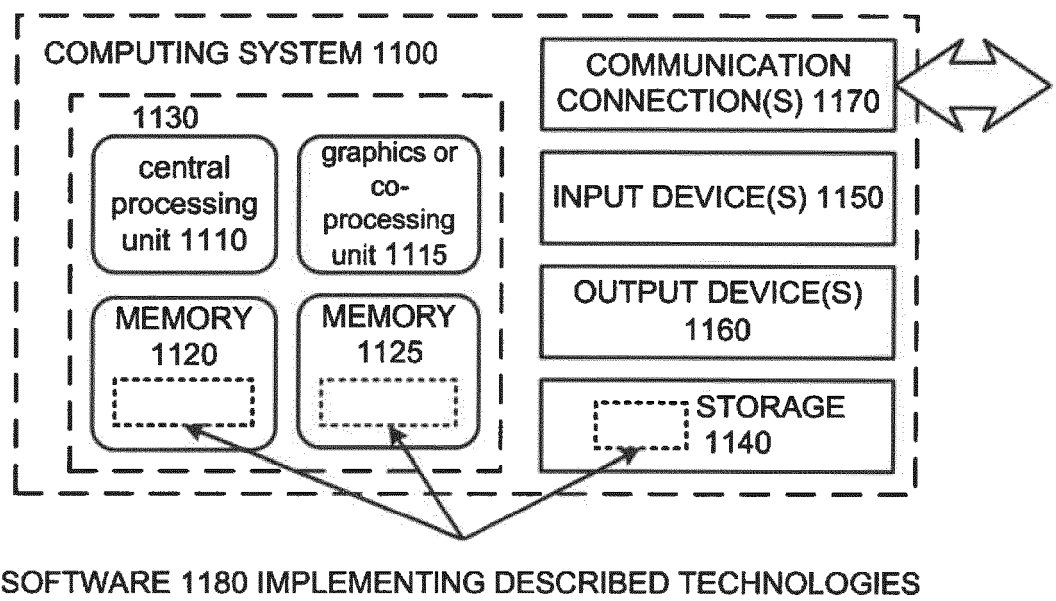 COMPUTING SYSTEM 1100
1130
central
processing
unit 1110
graphics or
co-
processing
unit 1115
MEMORY
1120
MEMORY
1125
COMMUNICATION
CONNECTION(S) 1170
INPUT DEVICE(S) 1150
OUTPUT DEVICE(S)
1160
STORAGE
1140
SOFTWARE 1180 IMPLEMENTING DESCRIBED TECHNOLOGIES